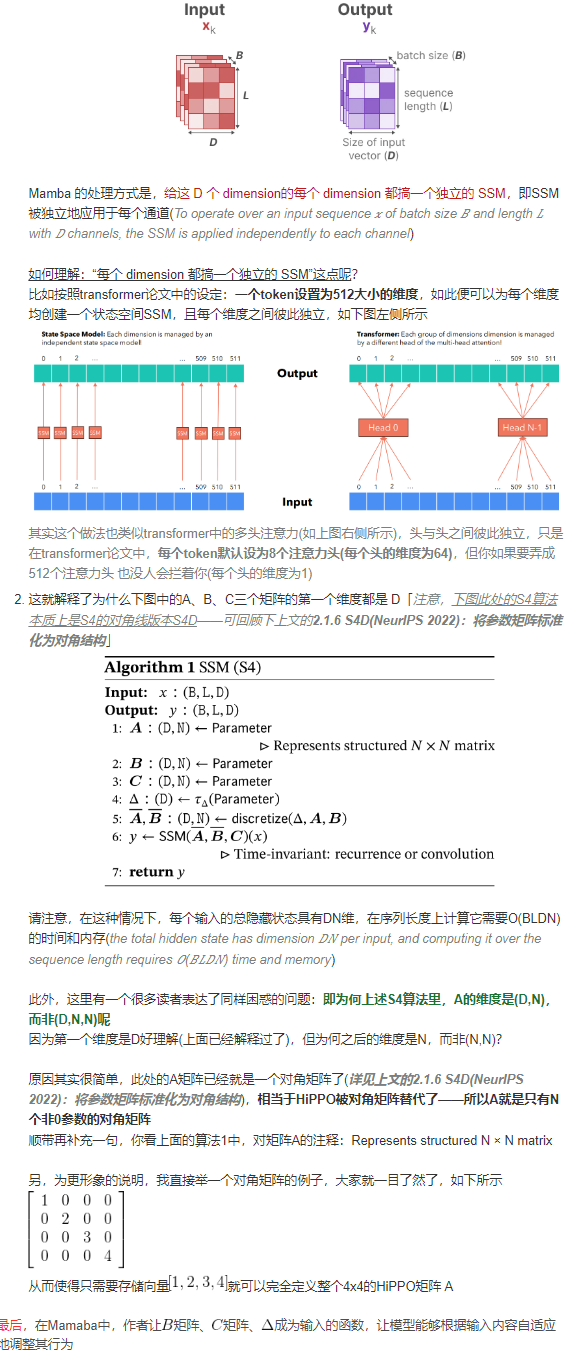 Input Output
xk yk
B batch size (B)
L sequence
length (L)
D Size of input
vector (D)
Mamba 的处理方式是，给这 D 个 dimension的每个 dimension 都搞一个独立的 SSM，即SSM
被独立地应用于每个通道(To operate over an input sequence 𝑥 of batch size 𝐵 and length 𝐿
with 𝐷 channels, the SSM is applied independently to each channel)
如何理解：“每个 dimension 都搞一个独立的 SSM”这点呢?
比如按照transformer论文中的设定：一个token设置为512大小的维度，如此便可以为每个维度
均创建一个状态空间SSM，且每个维度之间彼此独立，如下图左侧所示
State Space Model: Each dimension is managed by an
independent state space model!
Transformer: Each group of dimensions dimension is managed
by a different head of the multi-head attention!
0 1 2 ... ... 509 510 511
0 1 2 ... ... 509 510 511
Output
SSM SSM SSM SSM SSM SSM SSM SSM
Head 0 Head N-1
0 1 2 ... ... 509 510 511
0 1 2 ... ... 509 510 511
Input
其实这个做法也类似transformer中的多头注意力(如上图右侧所示)，头与头之间彼此独立，只是
在transformer论文中，每个token默认设为8个注意力头(每个头的维度为64)，但你如果要弄成
512个注意力头 也没人会拦着你(每个头的维度为1)
2. 这就解释了为什么下图中的A、B、C三个矩阵的第一个维度都是 D「注意，下图此处的S4算法
本质上是S4的对角线版本S4D——可回顾下上文的2.1.6 S4D(NeurIPS 2022)：将参数矩阵标准
化为对角结构」
Algorithm 1 SSM (S4)
Input: x : (B, L, D)
Output: y : (B, L, D)
1: A : (D, N) ← Parameter
▷ Represents structured N × N matrix
2: B : (D, N) ← Parameter
3: C : (D, N) ← Parameter
4: Δ : (D) ← τΔ(Parameter)
5: A̅, B̅ : (D, N) ← discretize(Δ, A, B)
6: y ← SSM(A̅, B̅, C)(x)
▷ Time-invariant: recurrence or convolution
7: return y
请注意，在这种情况下，每个输入的总隐藏状态具有DN维，在序列长度上计算它需要O(BLDN)
的时间和内存(the total hidden state has dimension 𝐷𝑁 per input, and computing it over the
sequence length requires 𝑂(𝐵𝐿𝐷𝑁) time and memory)
此外，这里有一个很多读者表达了同样困惑的问题：即为何上述S4算法里，A的维度是(D,N)，
而非(D,N,N)呢
因为第一个维度是D好理解(上面已经解释过了)，但为何之后的维度是N，而非(N,N)?
原因其实很简单，此处的A矩阵已经就是一个对角矩阵了(详见上文的2.1.6 S4D(NeurIPS
2022)：将参数矩阵标准化为对角结构)，相当于HiPPO被对角矩阵替代了——所以A就是只有N
个非0参数的对角矩阵
顺带再补充一句，你看上面的算法1中，对矩阵A的注释：Represents structured N × N matrix
另，为更形象的说明，我直接举一个对角矩阵的例子，大家就一目了然了，如下所示
1 0 0 0
0 2 0 0
0 0 3 0
0 0 0 4
从而使得只需要存储向量[1, 2, 3, 4]就可以完全定义整个4x4的HiPPO矩阵 A
最后，在Mamaba中，作者让B矩阵、C矩阵、Δ成为输入的函数，让模型能够根据输入内容自适应
地调整其行为